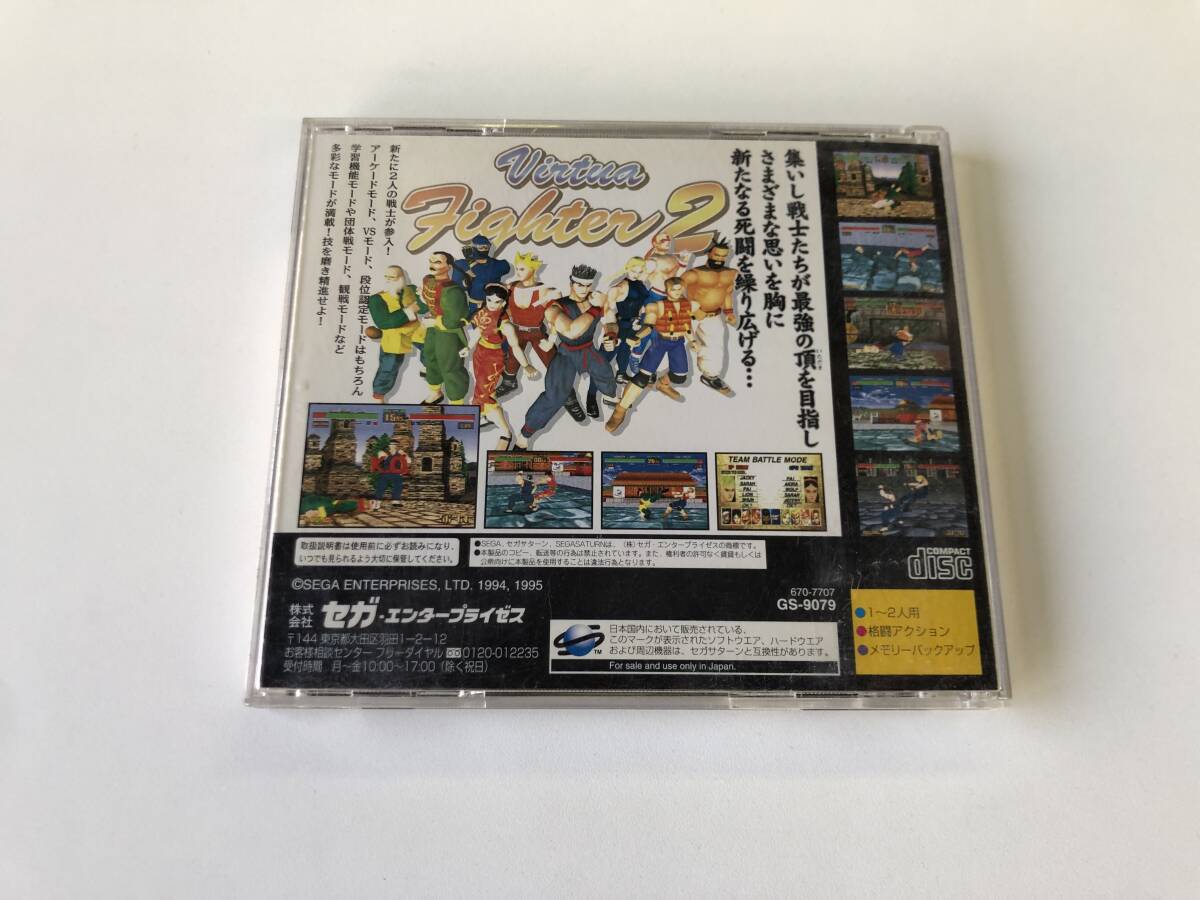 Virtua
Fighter 2
集いし戦士たちが最強の頂を目指し
いただき
さまざまな思いを胸に
新たなる死闘を繰り広げる…
新たに2人の戦士が参入!
アーケードモード、VSモード、段位認定モードはもちろん
学習機能モードや団体戦モード、観戦モードなど
多彩なモードが満載!技を磨き精進せよ!
K.O.
TEAM BATTLE MODE
JACKY
SARAH
PAI
LION
SHUN
PAI
AKIRA
WOLF
SARAH
取扱説明書は使用前に必ずお読みになり、
いつでも見られるよう大切に保管してください。
●SEGA、セガサターン、SEGASATURNは、(株)セガ・エンタープライゼスの商標です。
●本製品のコピー、転送等の行為は禁止されています。また、権利者の許可なく賃貸もしくは
公衆向けに本製品を使用することは違法行為となります。
©SEGA ENTERPRISES, LTD. 1994, 1995
株式会社 セガ・エンタープライゼス
〒144 東京都大田区羽田1-2-12
お客様相談センター フリーダイヤル 0120-012235
受付時間 月〜金10:00〜17:00(除く祝日)
日本国内において販売されている、
このマークが表示されたソフトウエア、ハードウエア
および周辺機器は、セガサターンと互換性があります。
TM
For sale and use only in Japan.
COMPACT
disc
670-7707
GS-9079
●1〜2人用
●格闘アクション
●メモリーバックアップ